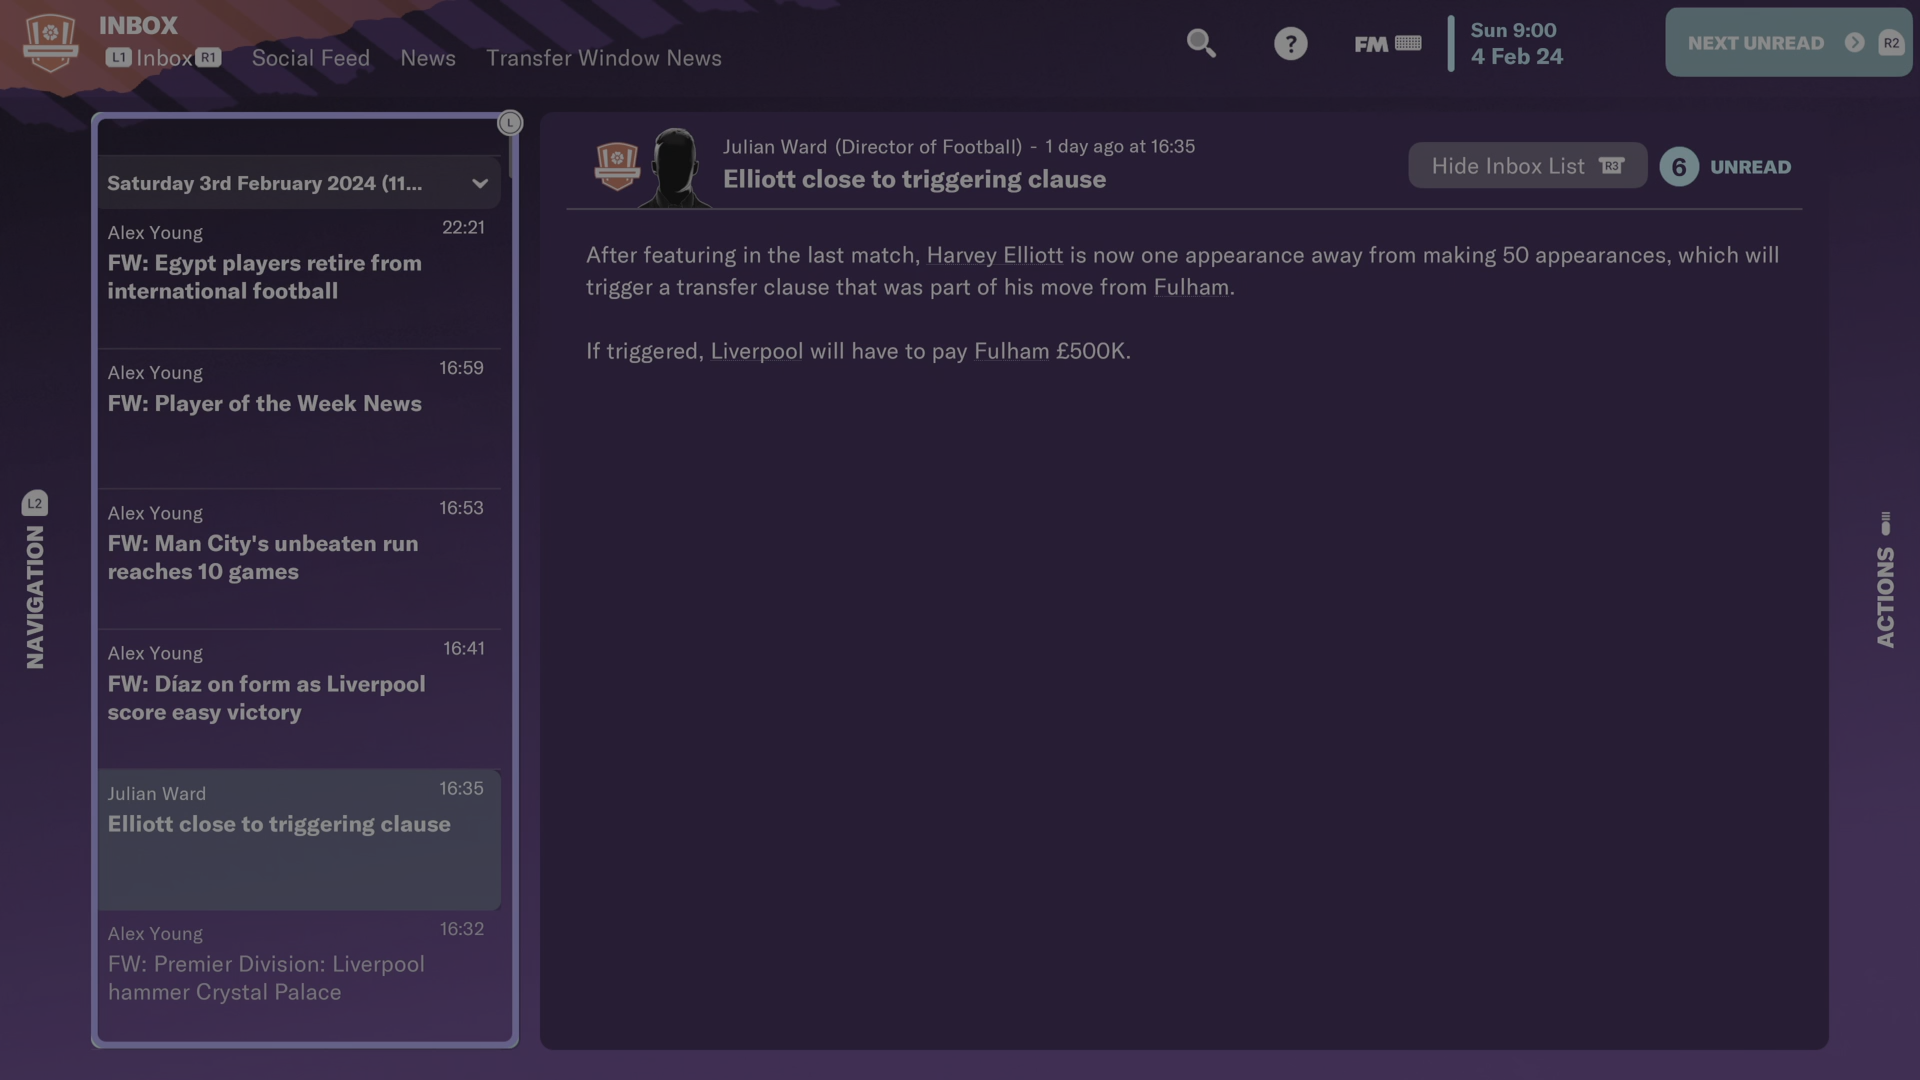 INBOX
L1 Inbox R1 Social Feed News Transfer Window News
? FM
Sun 9:00
4 Feb 24
NEXT UNREAD R2
L
Saturday 3rd February 2024 (11...
Alex Young 22:21
FW: Egypt players retire from
international football
Alex Young 16:59
FW: Player of the Week News
Alex Young 16:53
FW: Man City's unbeaten run
reaches 10 games
Alex Young 16:41
FW: Díaz on form as Liverpool
score easy victory
Julian Ward 16:35
Elliott close to triggering clause
Alex Young 16:32
FW: Premier Division: Liverpool
hammer Crystal Palace
Julian Ward (Director of Football) - 1 day ago at 16:35
Elliott close to triggering clause
Hide Inbox List R3
6 UNREAD
After featuring in the last match, Harvey Elliott is now one appearance away from making 50 appearances, which will
trigger a transfer clause that was part of his move from Fulham.
If triggered, Liverpool will have to pay Fulham £500K.
NAVIGATION L2
ACTIONS